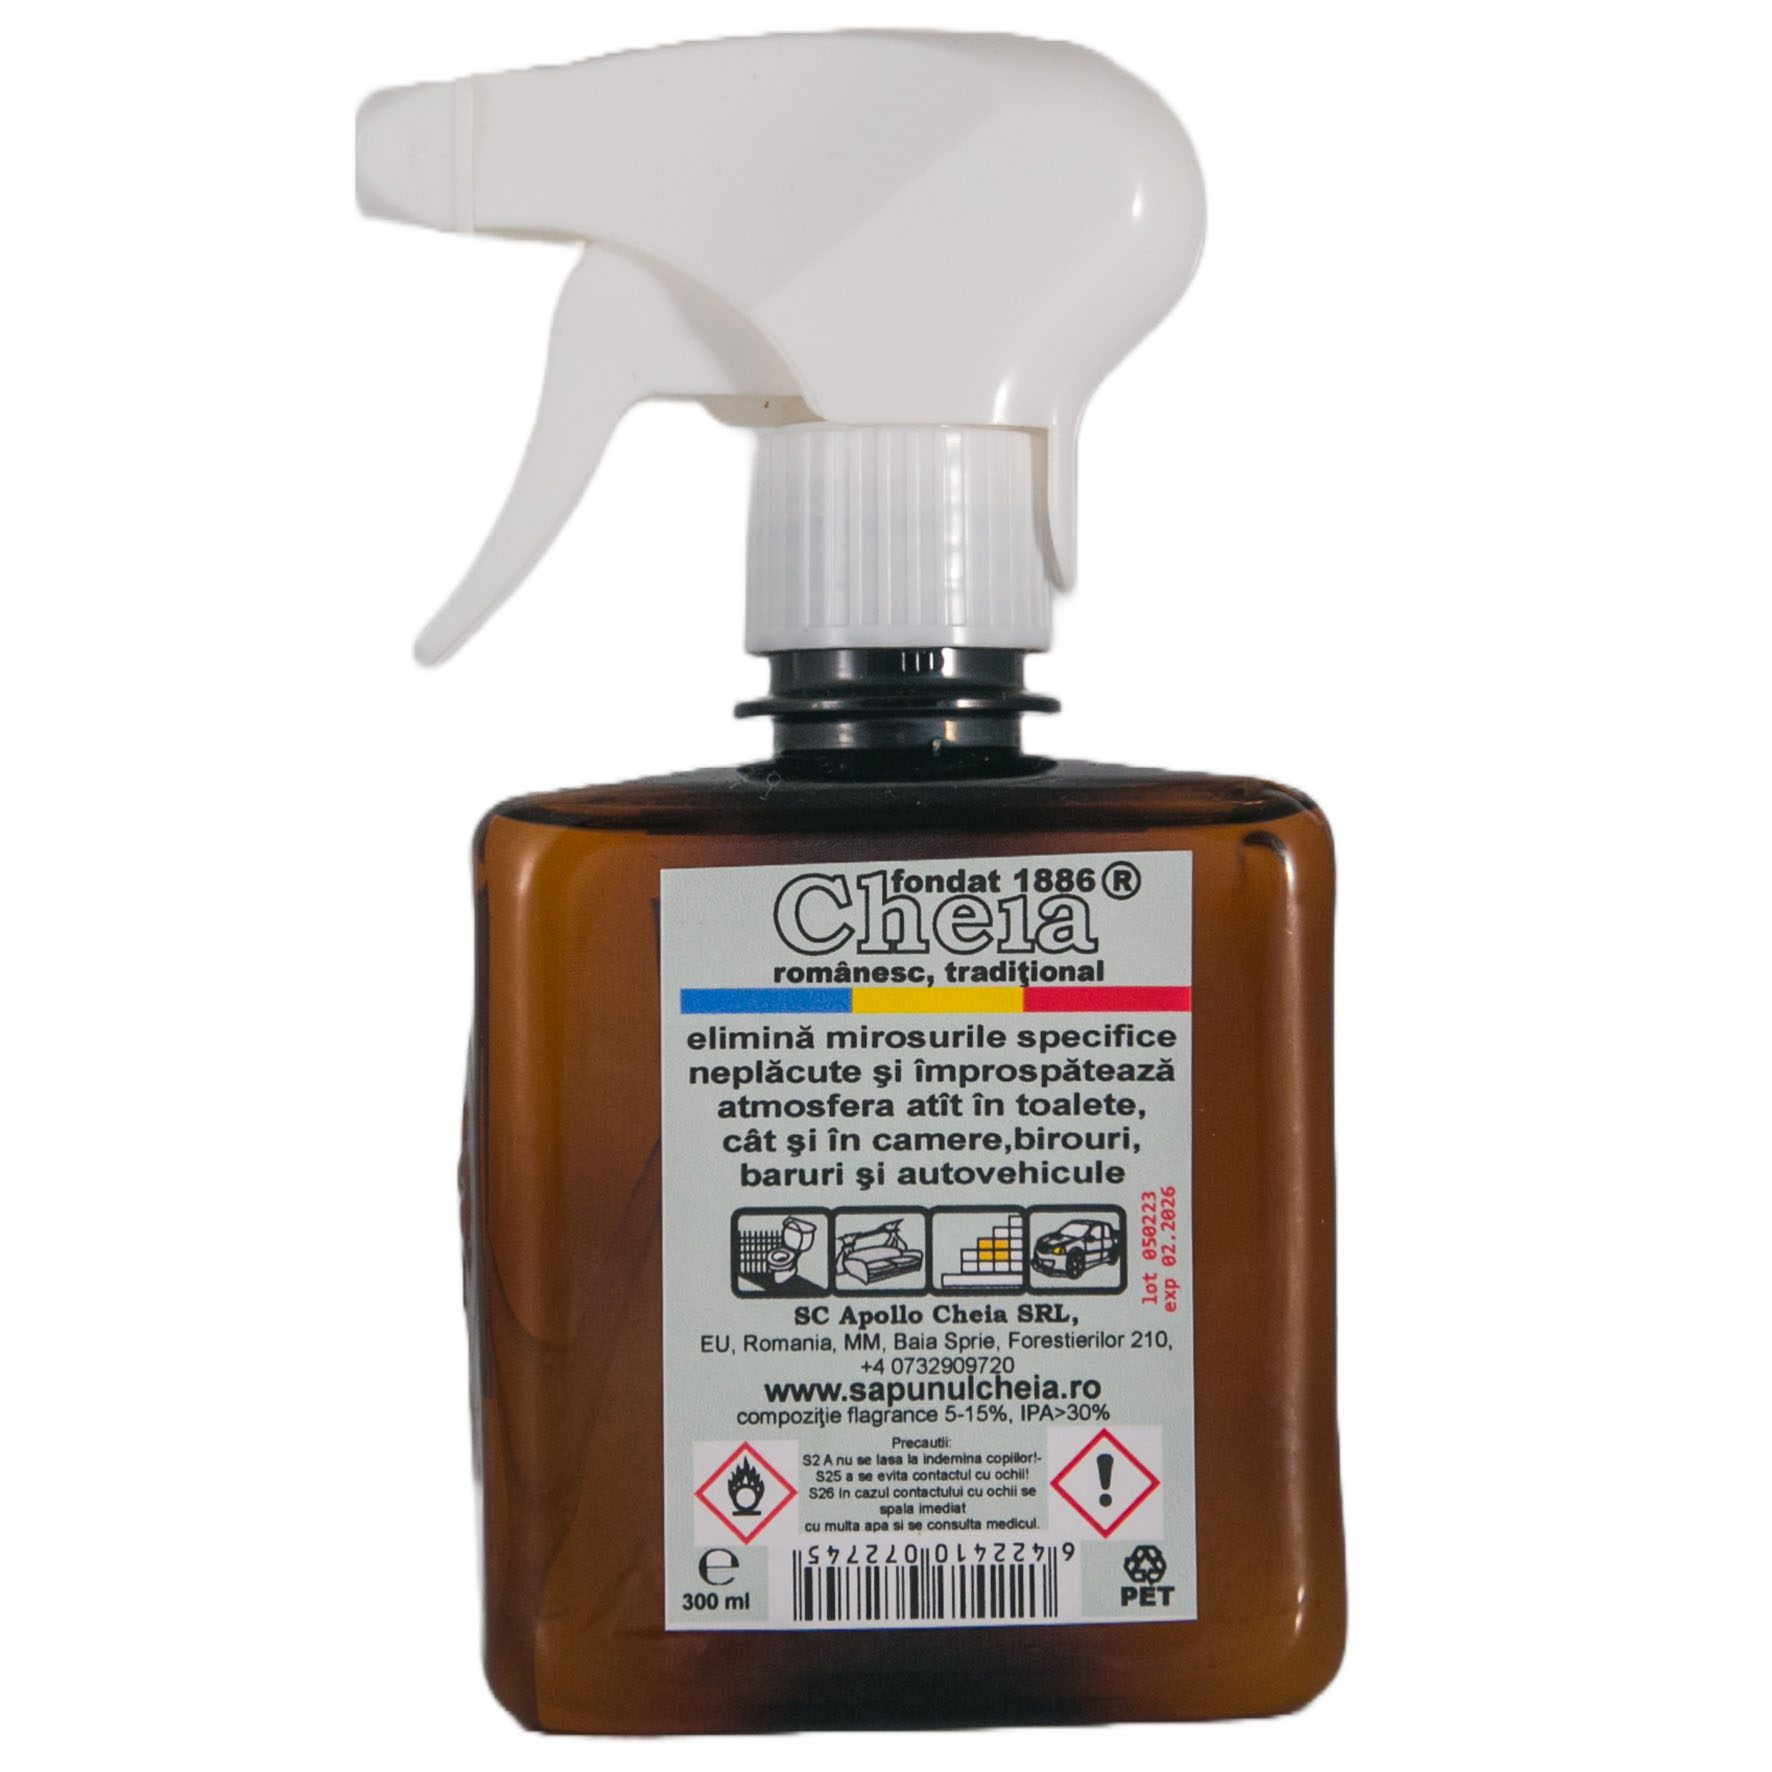 fondat 1886 ®
Cheia
românesc, tradiţional
elimină mirosurile specifice
neplăcute şi împrospătează
atmosfera atît în toalete,
cât şi în camere,birouri,
baruri şi autovehicule
lot 050223
exp 02.2026
SC Apollo Cheia SRL,
EU, Romania, MM, Baia Sprie, Forestierilor 210,
+4 0732909720
www.sapunulcheia.ro
compoziţie flagrance 5-15%, IPA>30%
Precautii:
S2 A nu se lasa la indemina copiilor!-
S25 a se evita contactul cu ochii!
S26 In cazul contactului cu ochii se
spala imediat
cu multa apa si se consulta medicul.
e
300 ml
6422410072745
PET